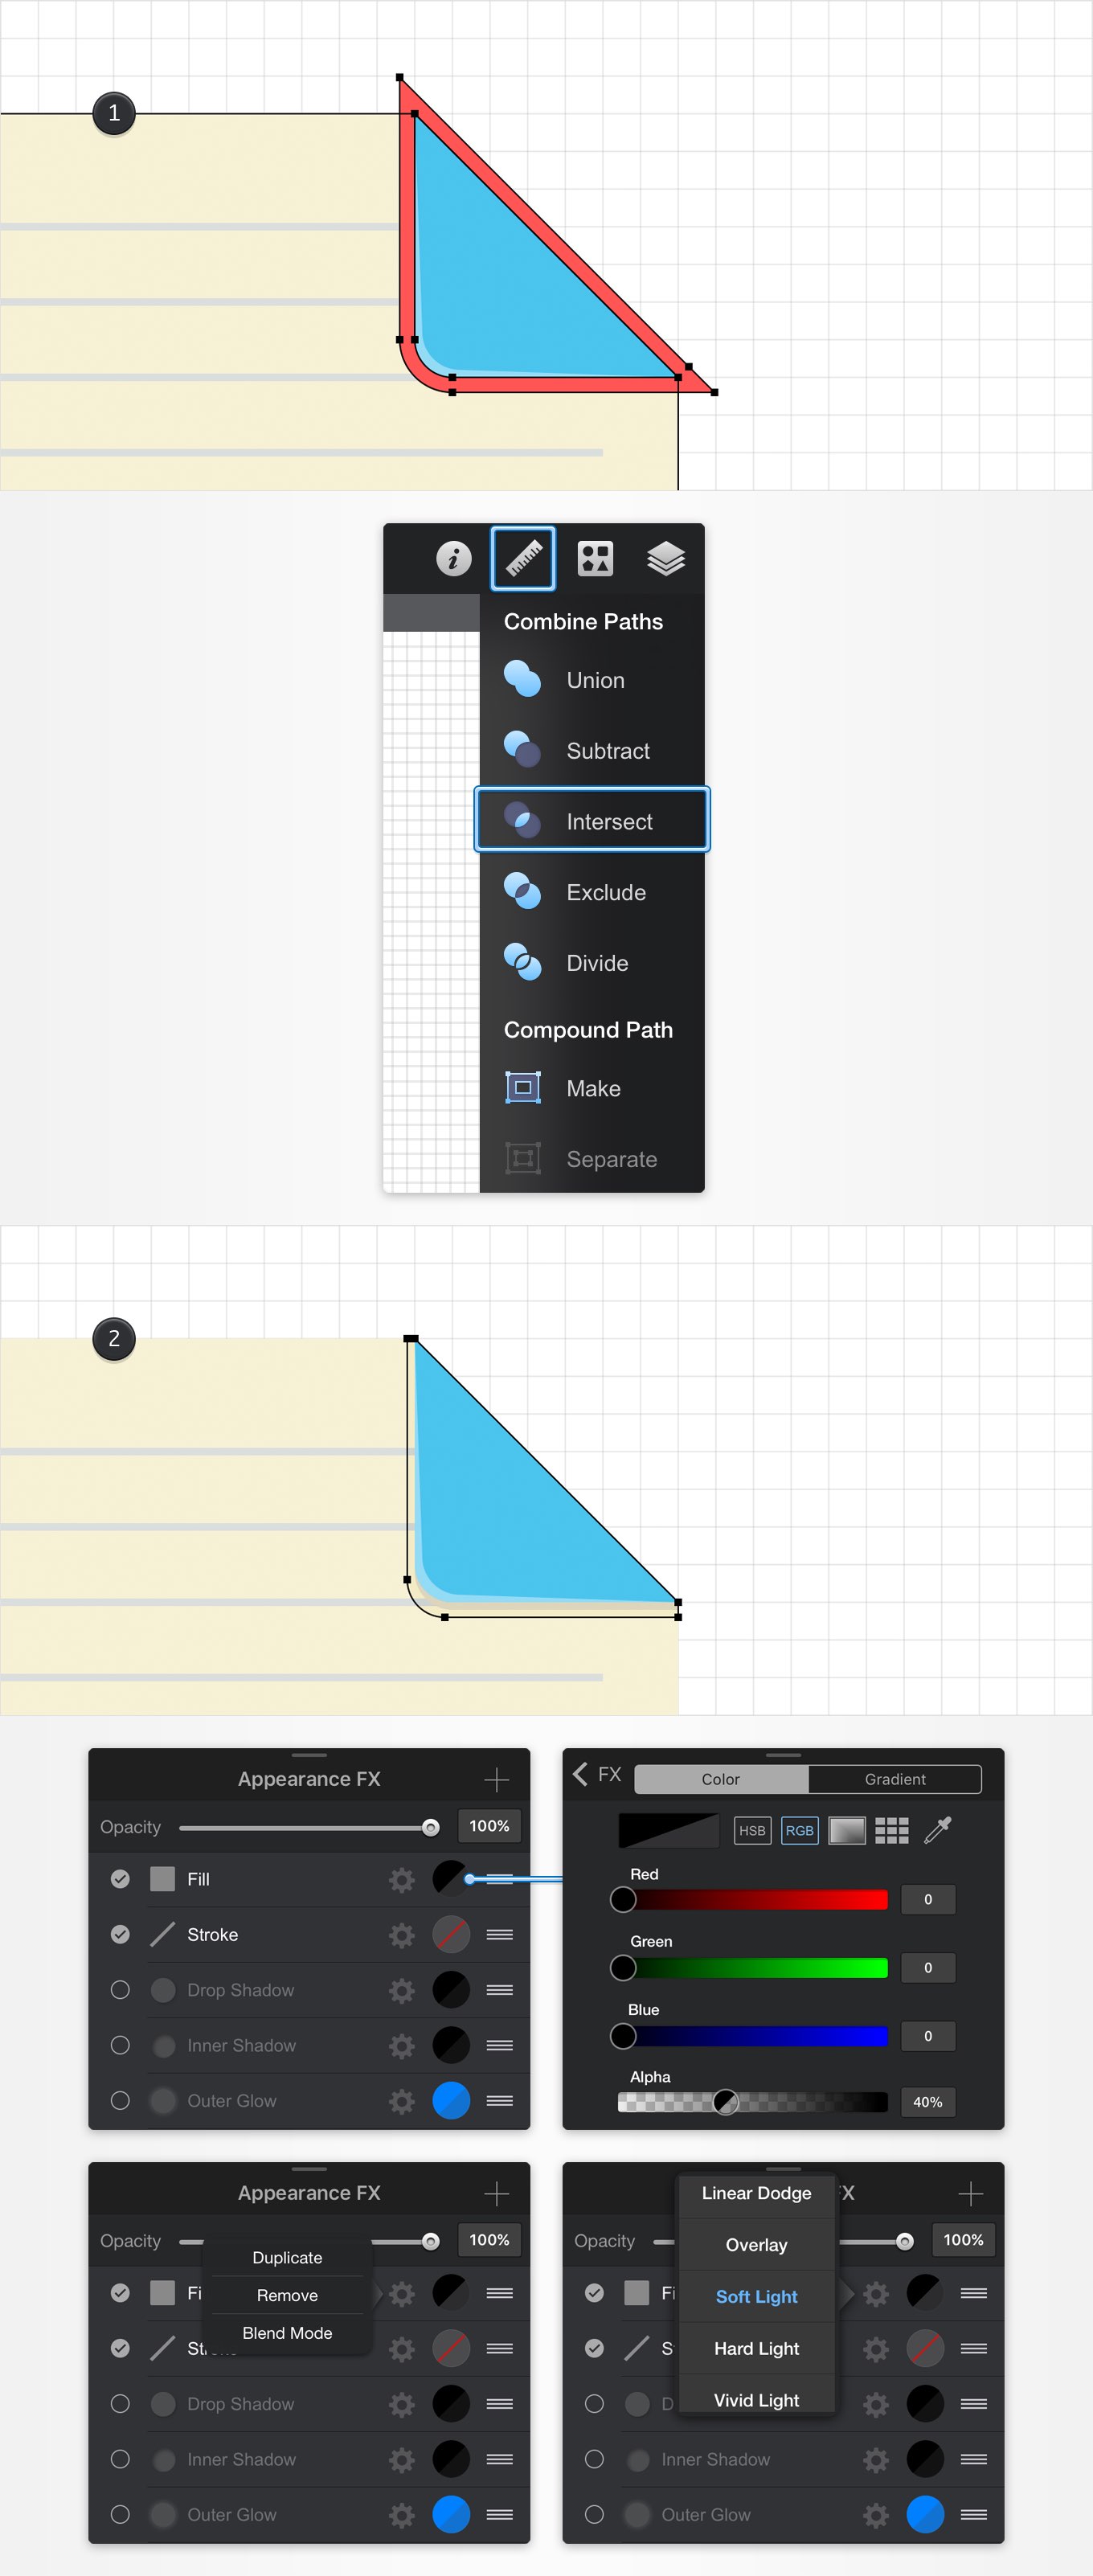 1
Combine Paths
Union
Subtract
Intersect
Exclude
Divide
Compound Path
Make
Separate
2
Appearance FX
Opacity 100%
Fill
Stroke
Drop Shadow
Inner Shadow
Outer Glow
FX Color Gradient
HSB RGB
Red
0
Green
0
Blue
0
Alpha
40%
Appearance FX
Opacity 100%
Duplicate
Fi
Remove
Blend Mode
St
Drop Shadow
Inner Shadow
Outer Glow
Linear Dodge FX
Opacity 100%
Overlay
Fi Soft Light
S Hard Light
D Vivid Light
Inner Shadow
Outer Glow